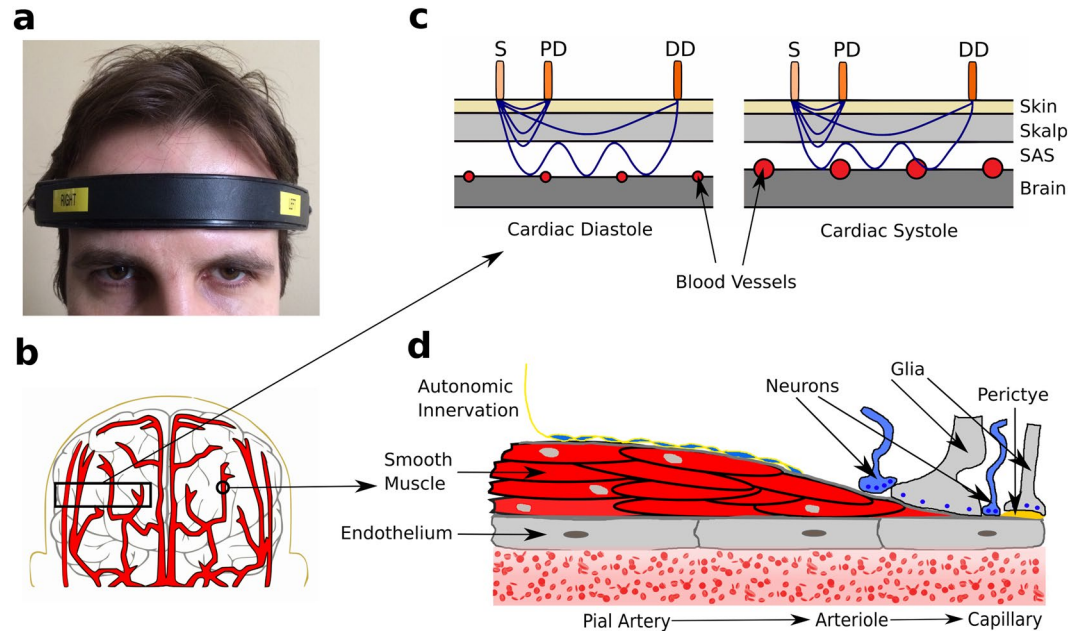 a
RIGHT
LEFT
b
c
S PD DD S PD DD
Skin
Skalp
SAS
Brain
Cardiac Diastole Cardiac Systole
Blood Vessels
d
Autonomic
Innervation
Smooth
Muscle
Endothelium
Neurons
Glia
Perictye
Pial Artery Arteriole Capillary